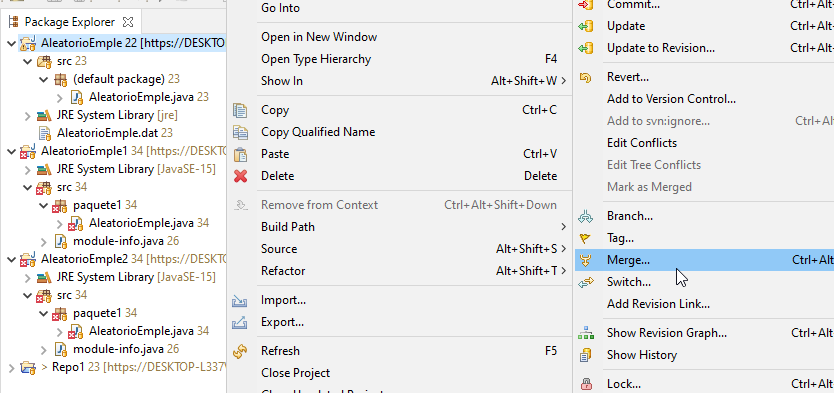 Package Explorer
AleatorioEmple 22 [https://DESKTOP
src 23
(default package) 23
AleatorioEmple.java 23
JRE System Library [jre]
AleatorioEmple.dat 23
AleatorioEmple1 34 [https://DESKTO
JRE System Library [JavaSE-15]
src 34
paquete1
AleatorioEmple.java 34
module-info.java 26
AleatorioEmple2 34 [https://DESKTO
JRE System Library [JavaSE-15]
src 34
paquete1
AleatorioEmple.java 34
module-info.java 26
> Repo1 23 [https://DESKTOP-L337V
Go Into
Open in New Window
Open Type Hierarchy F4
Show In Alt+Shift+W >
Copy Ctrl+C
Copy Qualified Name
Paste Ctrl+V
Delete Delete
Remove from Context Ctrl+Alt+Shift+Down
Build Path
Source Alt+Shift+S >
Refactor Alt+Shift+T >
Import...
Export...
Refresh F5
Close Project
Commit... Ctrl+Alt
Update Ctrl+Alt
Update to Revision... Ctrl+Alt
Revert...
Add to Version Control...
Add to svn:ignore... Ctrl+Al
Edit Conflicts
Edit Tree Conflicts
Mark as Merged
Branch...
Tag...
Merge... Ctrl+Alt
Switch...
Add Revision Link...
Show Revision Graph... Ctrl+Al
Show History
Lock... Ctrl+Alt